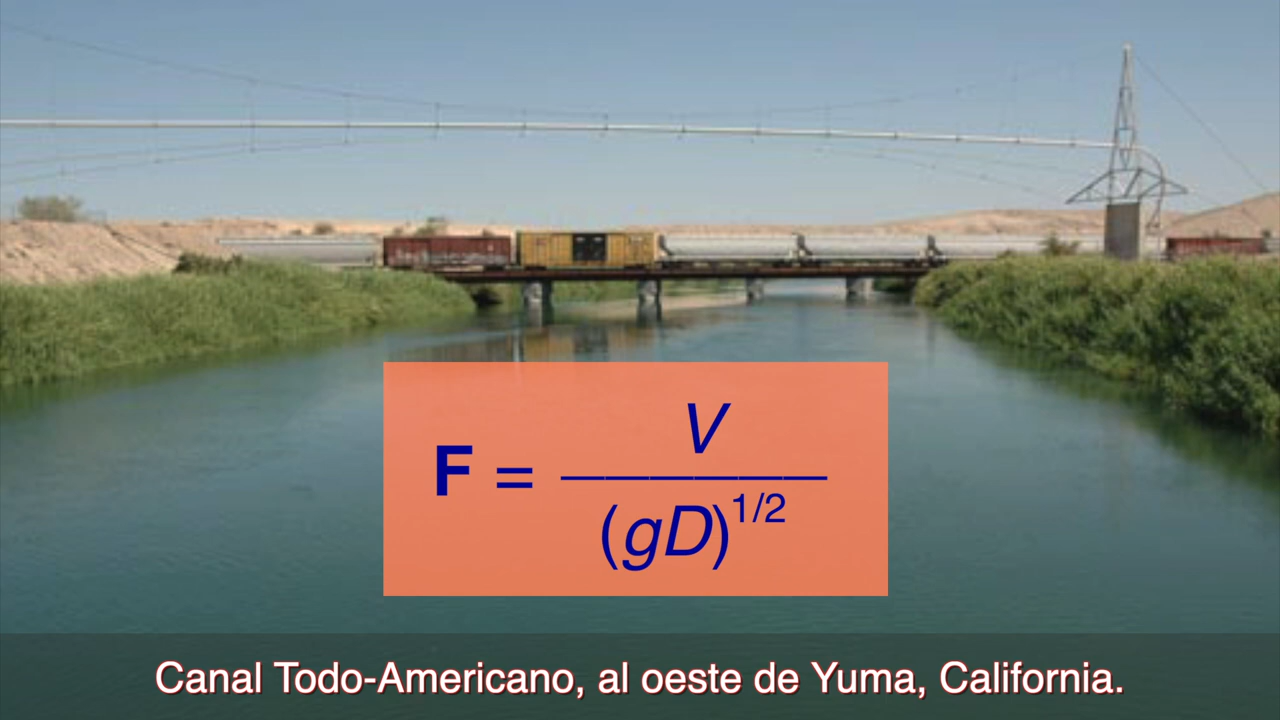 V
F = ———————
(gD)^1/2
Canal Todo-Americano, al oeste de Yuma, California.